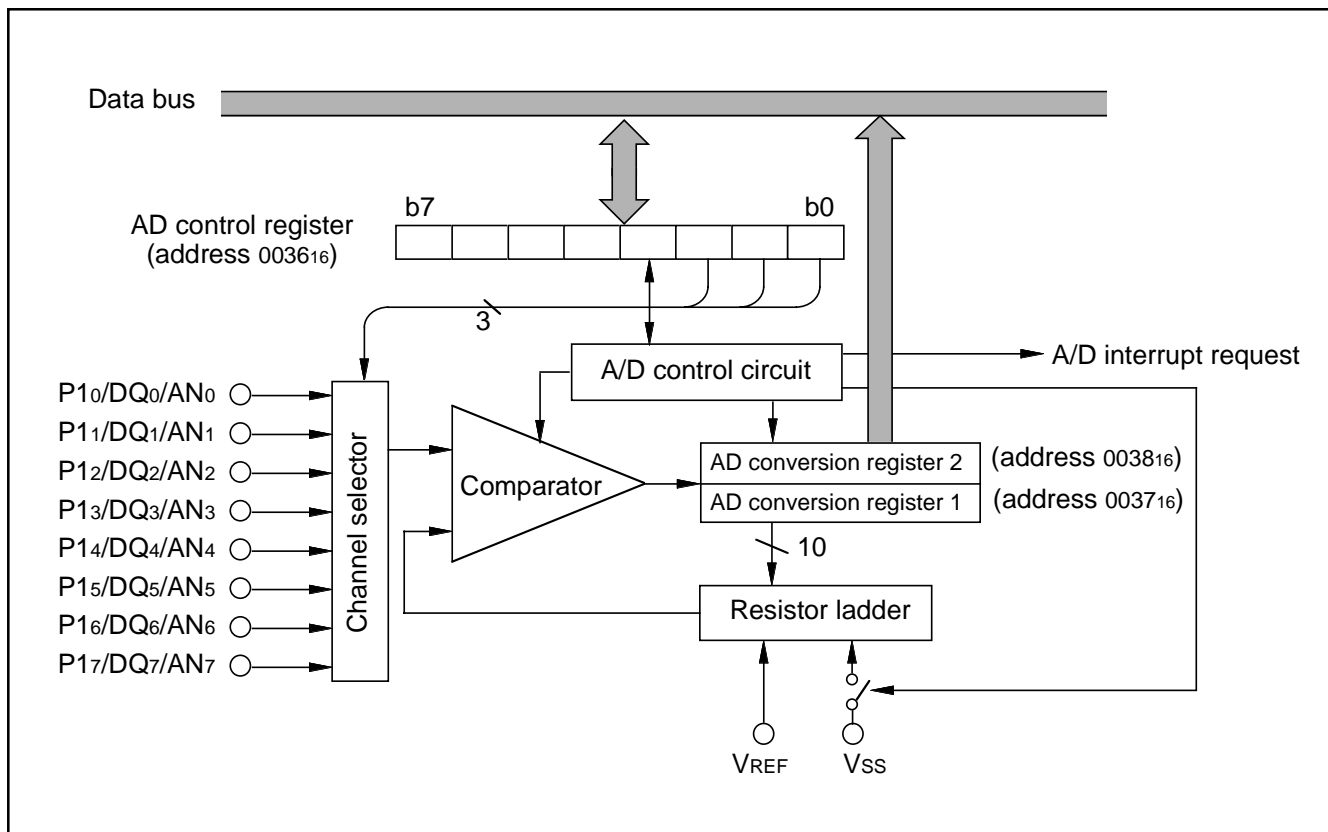 Data bus
b7 b0
AD control register
(address 0036₁₆)
3
A/D control circuit
A/D interrupt request
P1₀/DQ₀/AN₀
P1₁/DQ₁/AN₁
P1₂/DQ₂/AN₂
P1₃/DQ₃/AN₃
P1₄/DQ₄/AN₄
P1₅/DQ₅/AN₅
P1₆/DQ₆/AN₆
P1₇/DQ₇/AN₇
Channel selector
Comparator
AD conversion register 2 (address 0038₁₆)
AD conversion register 1 (address 0037₁₆)
10
Resistor ladder
VREF VSS